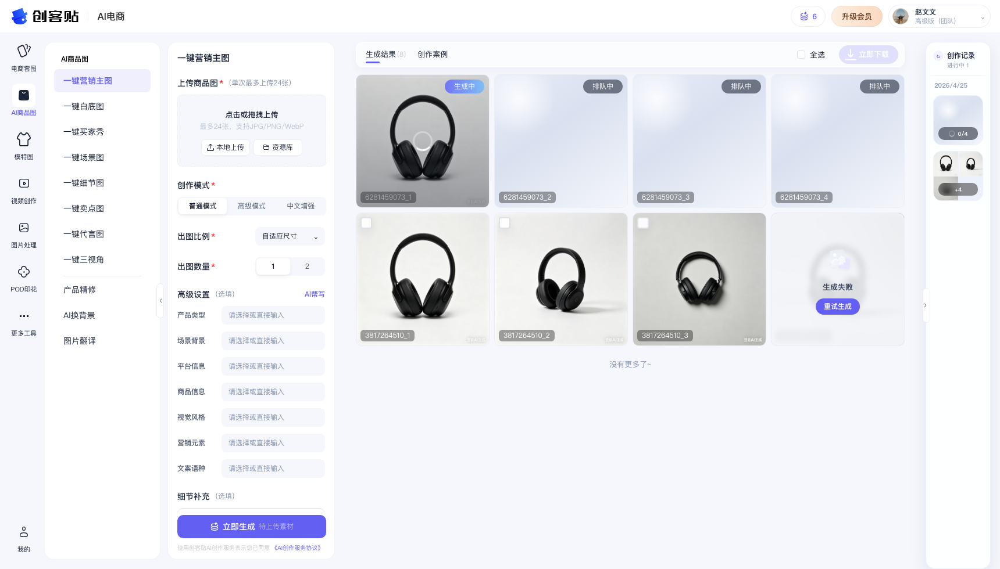 创客贴
AI电商
6
升级会员
赵文文
高级版（团队）
电商套图
AI商品图
模特图
视频创作
图片处理
POD印花
更多工具
我的
AI商品图
一键营销主图
一键白底图
一键买家秀
一键场景图
一键细节图
一键卖点图
一键代言图
一键三视角
产品精修
AI换背景
图片翻译
一键营销主图
上传商品图* (单次最多上传24张)
点击或拖拽上传
最多24张，支持JPG/PNG/WebP
本地上传
资源库
创作模式*
普通模式
高级模式
中文增强
出图比例*
自适应尺寸
出图数量*
1
2
高级设置 (选填)
AI帮写
产品类型
请选择或直接输入
场景背景
请选择或直接输入
平台信息
请选择或直接输入
商品信息
请选择或直接输入
视觉风格
请选择或直接输入
营销元素
请选择或直接输入
文案语种
请选择或直接输入
细节补充 (选填)
立即生成 待上传素材
使用创客贴AI创作服务表示您已同意 《AI创作服务协议》
生成结果(8)
创作案例
全选
立即下载
生成中
6281459073_1
排队中
6281459073_2
排队中
6281459073_3
排队中
6281459073_4
3817264510_1
3817264510_2
3817264510_3
生成失败
重试生成
没有更多了~
创作记录
进行中 1
2026/4/25
0/4
+4